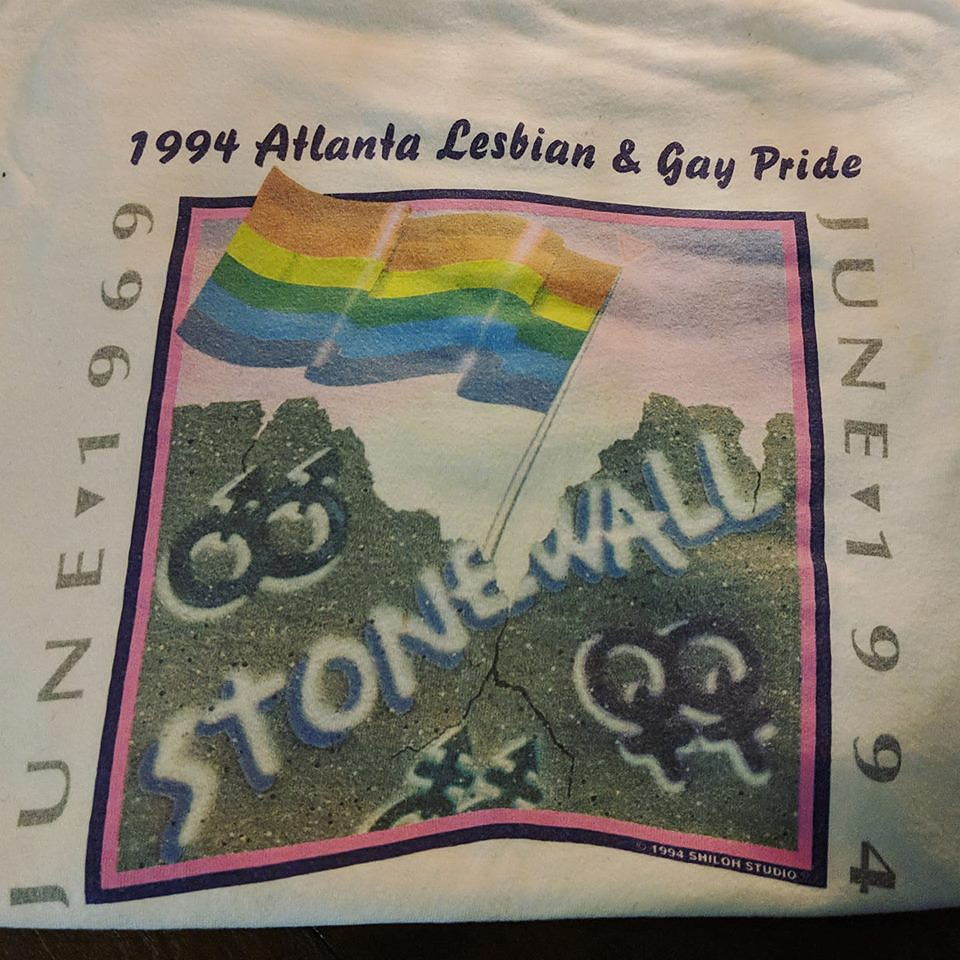 1994 Atlanta Lesbian & Gay Pride
JUNE▼1969
JUNE▼1994
STONEWALL
© 1994 SHILOH STUDIO